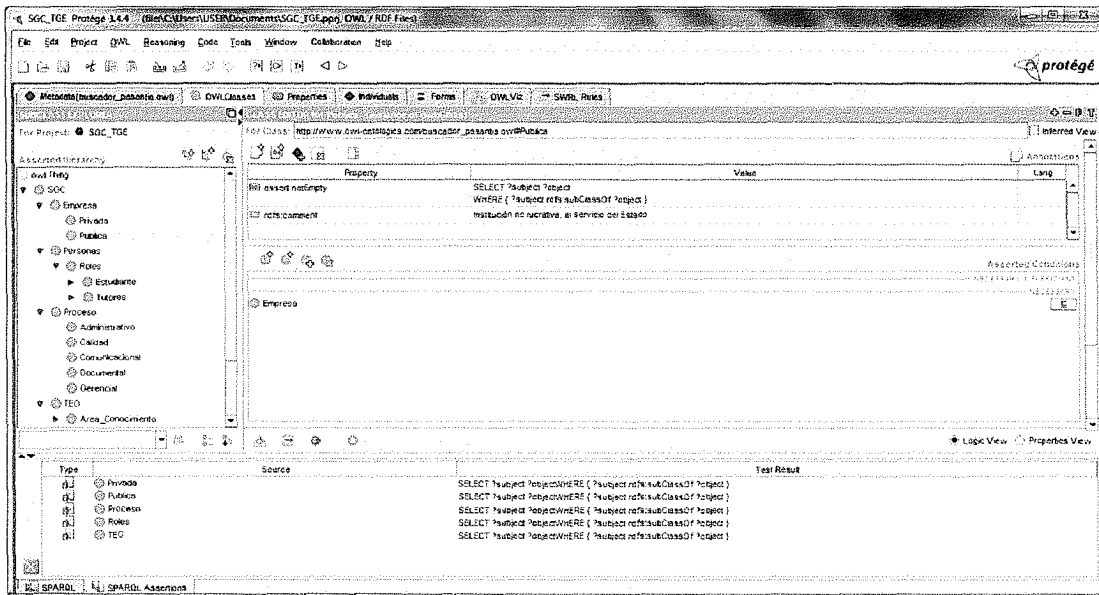 SGC_TGE Protégé 3.4.4 (file\C:\Users\USER\Documents\SGC_TGE.pprj, OWL / RDF Files)
File Edit Project OWL Reasoning Code Tools Window Collaboration Help
protégé
Metadata(buscador_pasantia.owl) OWLClasses Properties Individuals Forms OWLViz SWRL Rules
For Project: SGC_TGE
For Class: http://www.owl-ontologies.com/buscador_pasantia.owl#Publica
Inferred View
Asserted Hierarchy
Annotations
Property Value Lang
owl:Thing
SGC
Empresa
Privada
Publica
Personas
Roles
Estudiante
Tutores
Proceso
Administrativo
Calidad
Comunicacional
Documental
Gerencial
TEG
Area_Conocimiento
assert:notEmpty
SELECT ?subject ?object
WHERE { ?subject rdfs:subClassOf ?object }
rdfs:comment
Institución no lucrativa, al servicio del Estado
Asserted Conditions
NECESSARY & SUFFICIENT
NECESSARY
Empresa
Logic View Properties View
Type Source Test Result
Privada SELECT ?subject ?objectWHERE { ?subject rdfs:subClassOf ?object }
Publica SELECT ?subject ?objectWHERE { ?subject rdfs:subClassOf ?object }
Proceso SELECT ?subject ?objectWHERE { ?subject rdfs:subClassOf ?object }
Roles SELECT ?subject ?objectWHERE { ?subject rdfs:subClassOf ?object }
TEG SELECT ?subject ?objectWHERE { ?subject rdfs:subClassOf ?object }
SPARQL SPARQL Assertions